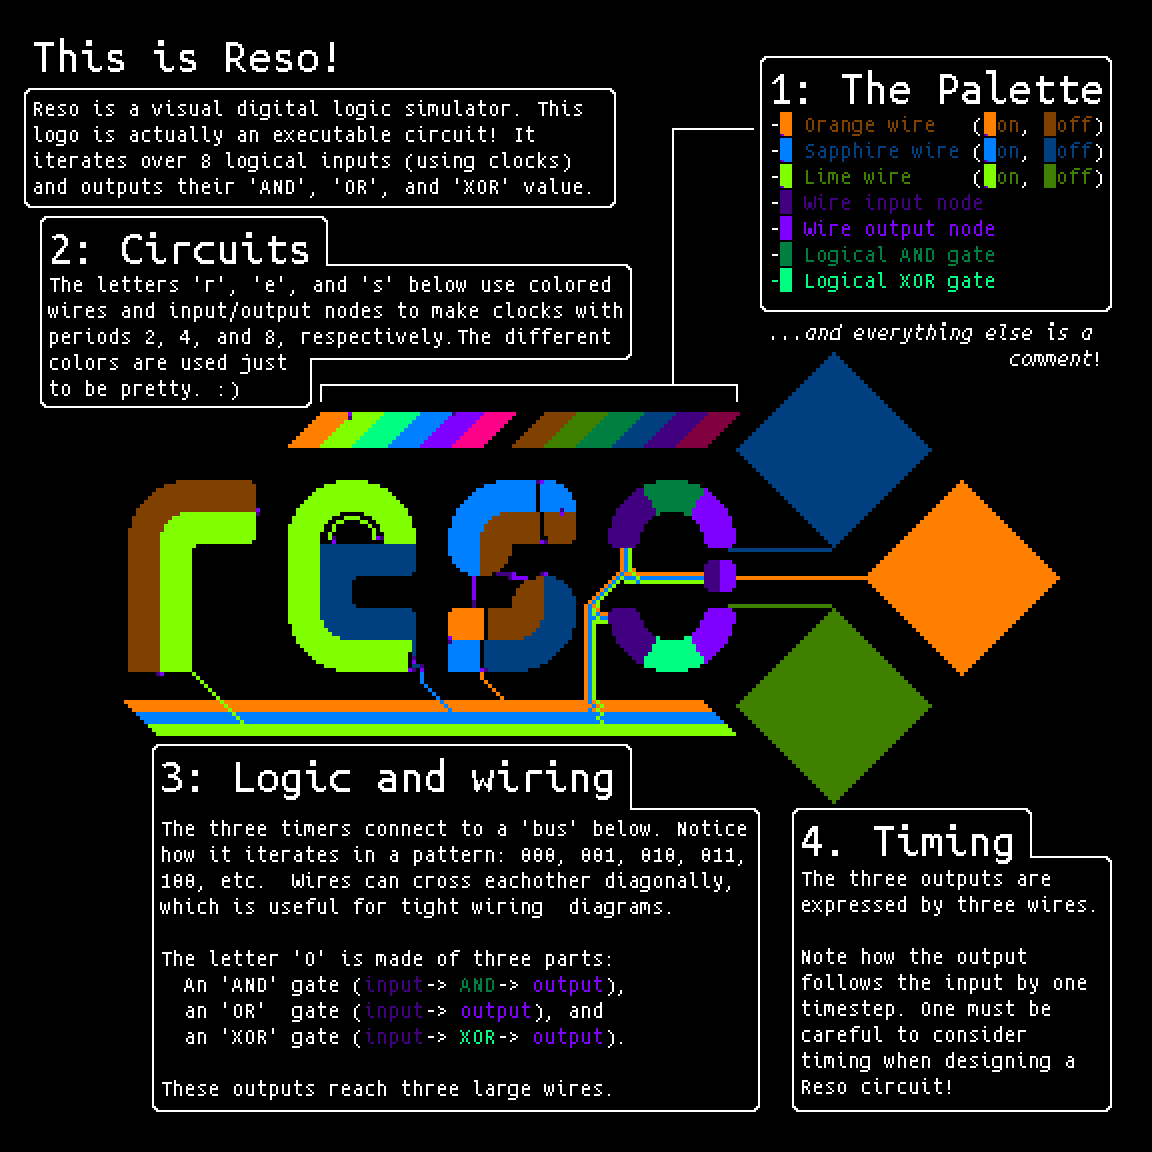 This is Reso!
Reso is a visual digital logic simulator. This
logo is actually an executable circuit! It
iterates over 8 logical inputs (using clocks)
and outputs their 'AND', 'OR', and 'XOR' value.
1: The Palette
- Orange wire (on, off)
- Sapphire wire (on, off)
- Lime wire (on, off)
- Wire input node
- Wire output node
- Logical AND gate
- Logical XOR gate
...and everything else is a
comment!
2: Circuits
The letters 'r', 'e', and 's' below use colored
wires and input/output nodes to make clocks with
periods 2, 4, and 8, respectively.The different
colors are used just
to be pretty. :)
reso
3: Logic and wiring
The three timers connect to a 'bus' below. Notice
how it iterates in a pattern: 000, 001, 010, 011,
100, etc.  Wires can cross eachother diagonally,
which is useful for tight wiring  diagrams.
The letter 'O' is made of three parts:
An 'AND' gate (input-> AND-> output),
an 'OR'  gate (input-> output), and
an 'XOR' gate (input-> XOR-> output).
These outputs reach three large wires.
4. Timing
The three outputs are
expressed by three wires.
Note how the output
follows the input by one
timestep. One must be
careful to consider
timing when designing a
Reso circuit!